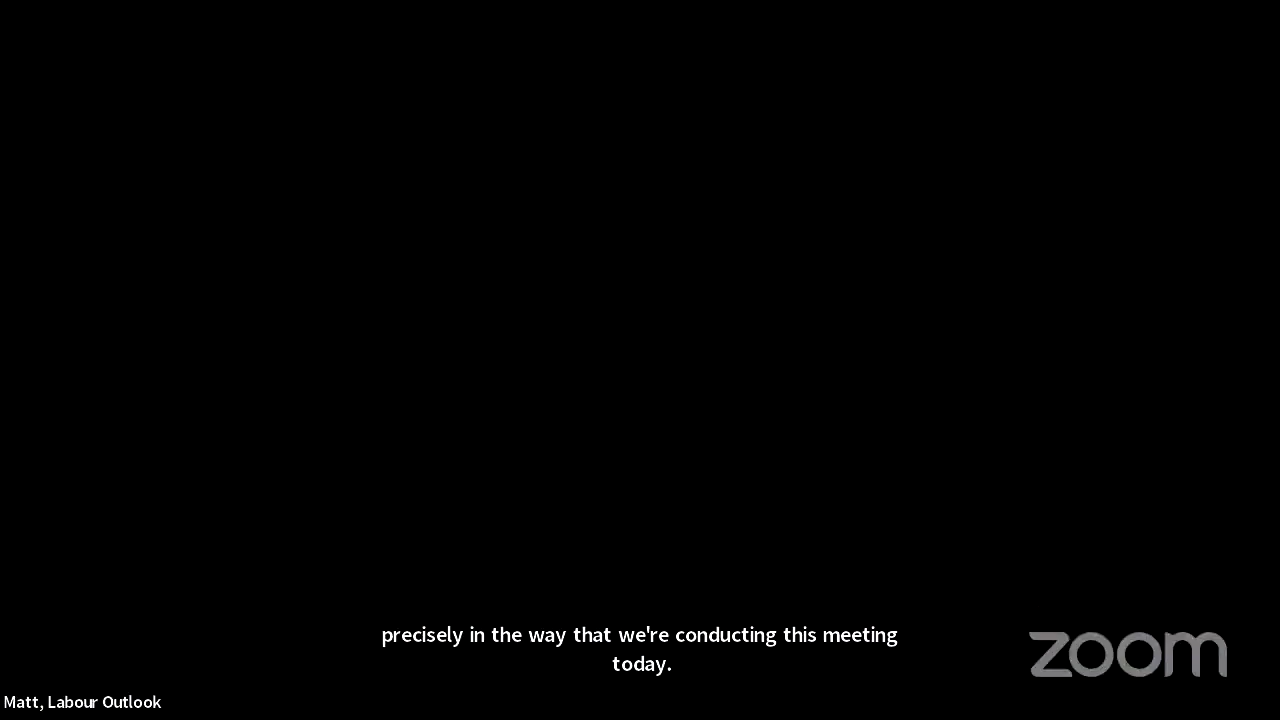 precisely in the way that we're conducting this meeting
today.
zoom
Matt, Labour Outlook